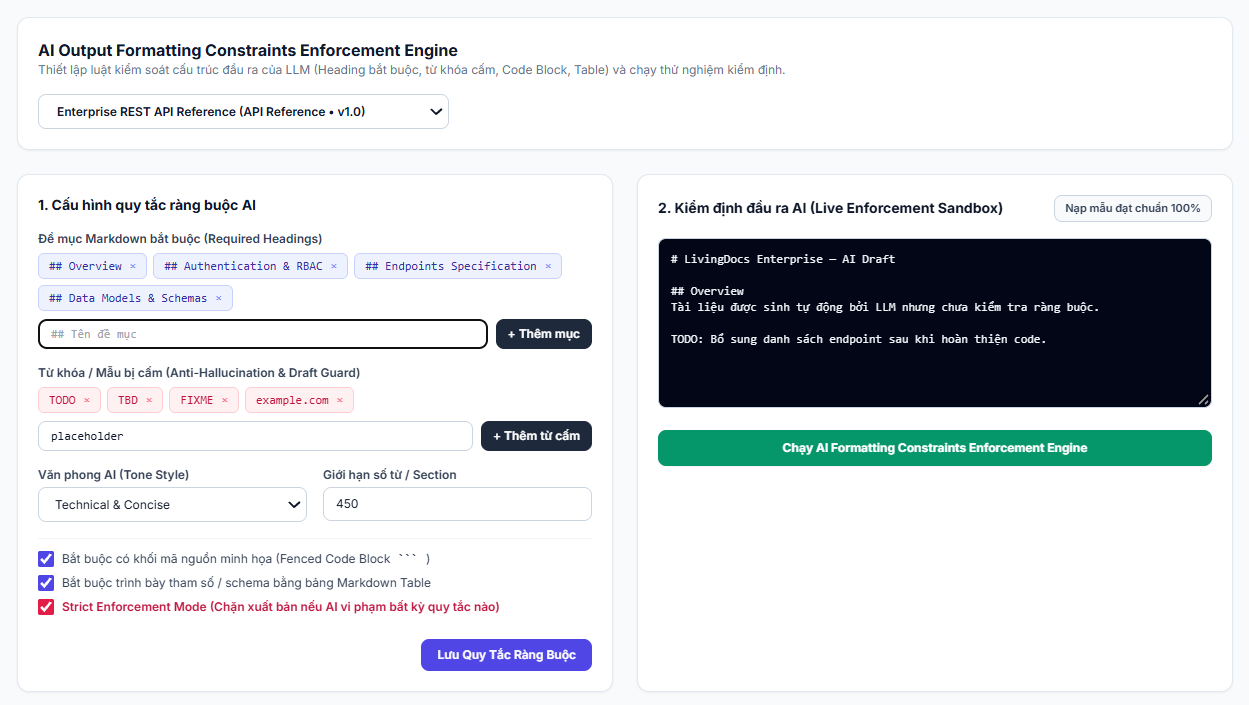 AI Output Formatting Constraints Enforcement Engine
Thiết lập luật kiểm soát cấu trúc đầu ra của LLM (Heading bắt buộc, từ khóa cấm, Code Block, Table) và chạy thử nghiệm kiểm định.
Enterprise REST API Reference (API Reference • v1.0)
1. Cấu hình quy tắc ràng buộc AI
Đề mục Markdown bắt buộc (Required Headings)
## Overview ×
## Authentication & RBAC ×
## Endpoints Specification ×
## Data Models & Schemas ×
## Tên đề mục
+ Thêm mục
Từ khóa / Mẫu bị cấm (Anti-Hallucination & Draft Guard)
TODO ×
TBD ×
FIXME ×
example.com ×
placeholder
+ Thêm từ cấm
Văn phong AI (Tone Style)
Giới hạn số từ / Section
Technical & Concise
450
Bắt buộc có khối mã nguồn minh họa (Fenced Code Block ``` )
Bắt buộc trình bày tham số / schema bằng bảng Markdown Table
Strict Enforcement Mode (Chặn xuất bản nếu AI vi phạm bất kỳ quy tắc nào)
Lưu Quy Tắc Ràng Buộc
2. Kiểm định đầu ra AI (Live Enforcement Sandbox)
Nạp mẫu đạt chuẩn 100%
# LivingDocs Enterprise — AI Draft
## Overview
Tài liệu được sinh tự động bởi LLM nhưng chưa kiểm tra ràng buộc.
TODO: Bổ sung danh sách endpoint sau khi hoàn thiện code.
Chạy AI Formatting Constraints Enforcement Engine